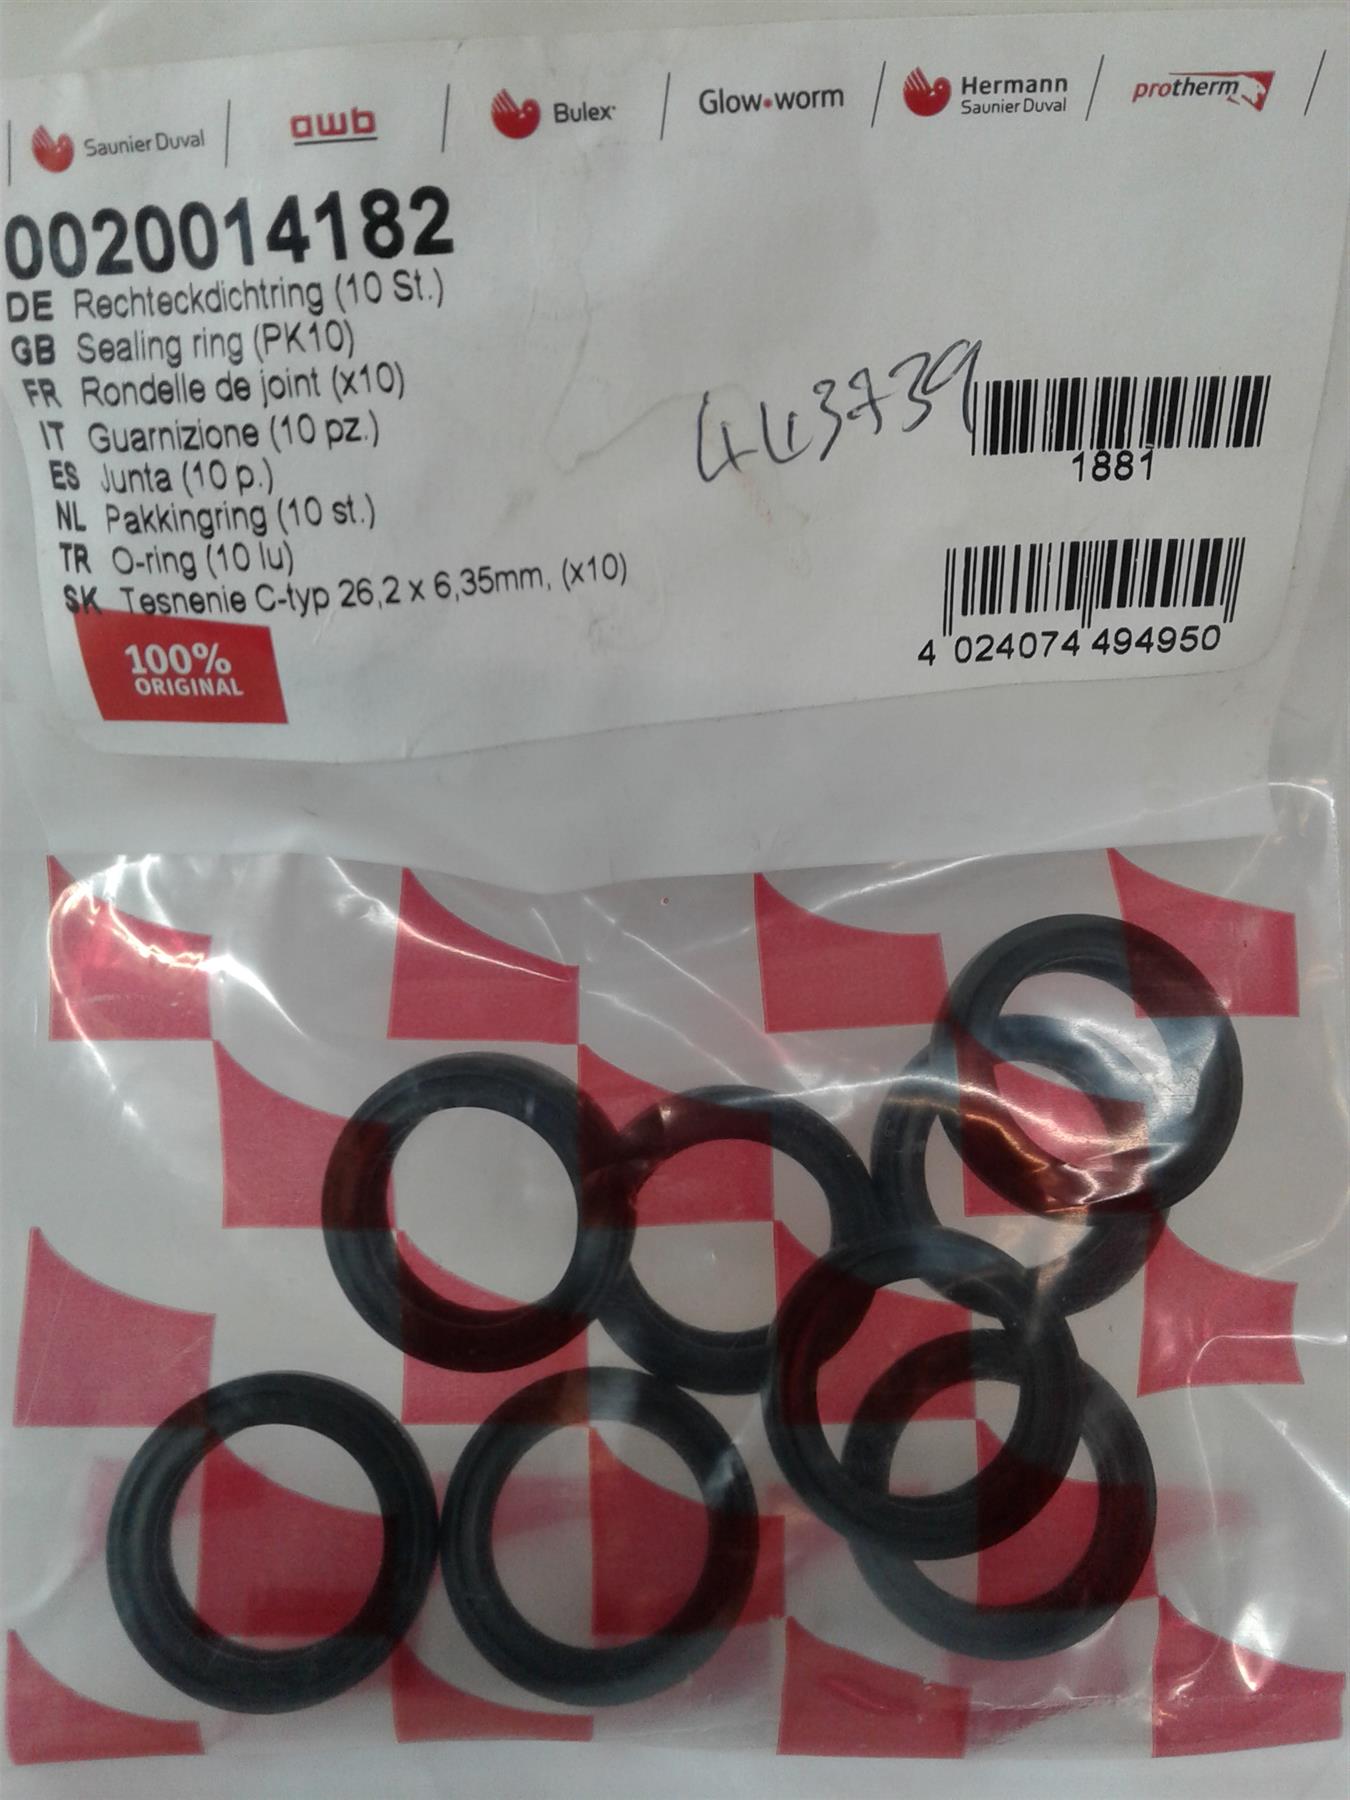 Saunier Duval awb Bulex Glow-worm Hermann Saunier Duval protherm
0020014182
DE Rechteckdichtring (10 St.)
GB Sealing ring (PK10)
FR Rondelle de joint (x10)
IT Guarnizione (10 pz.)
ES Junta (10 p.)
NL Pakkingring (10 st.)
TR O-ring (10 lu)
SK Tesnenie C-typ 26,2 x 6,35mm, (x10)
443739
1881
4 024074 494950
100%
ORIGINAL